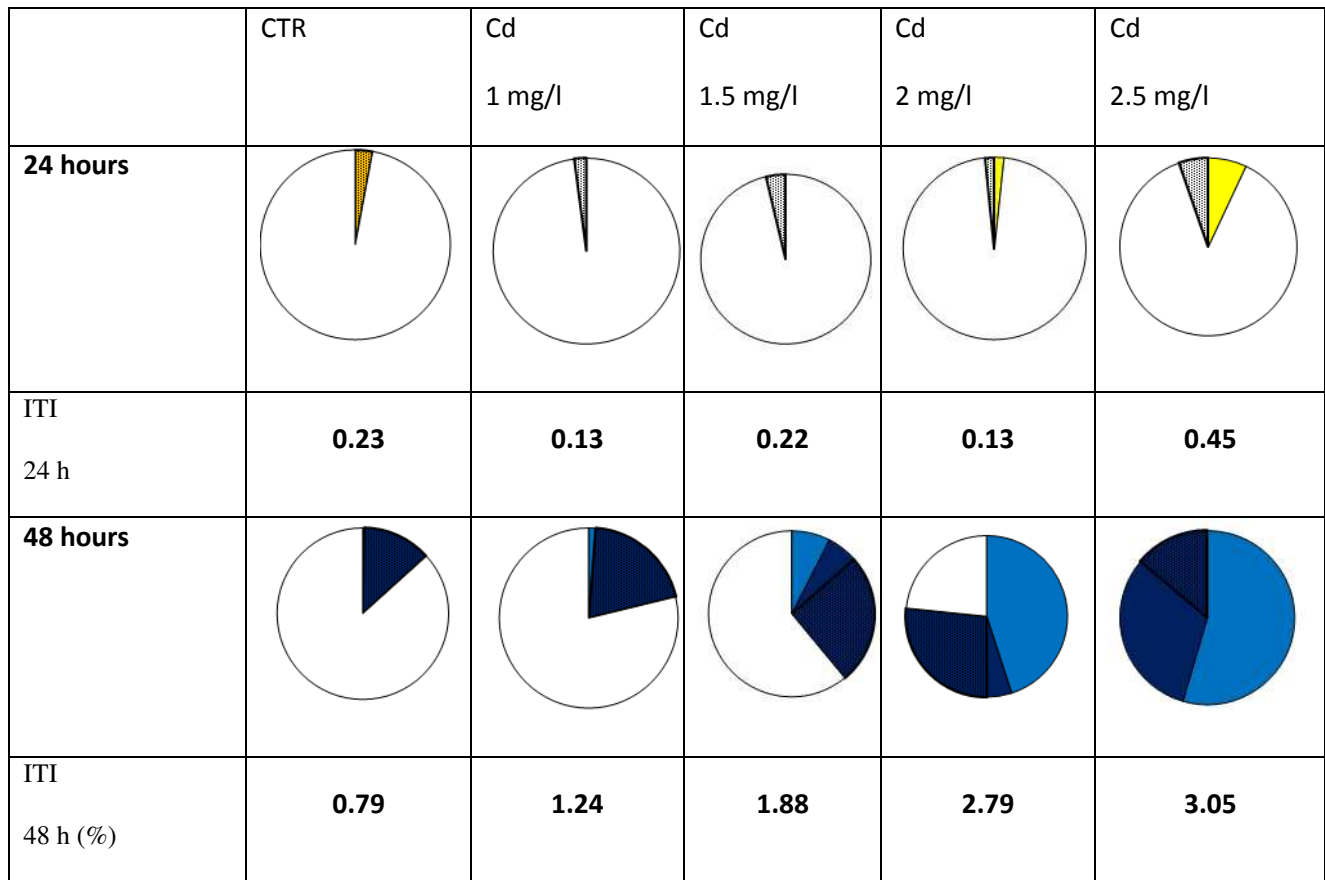 CTR
Cd
1 mg/l
Cd
1.5 mg/l
Cd
2 mg/l
Cd
2.5 mg/l
24 hours
ITI
24 h
0.23
0.13
0.22
0.13
0.45
48 hours
ITI
48 h (%)
0.79
1.24
1.88
2.79
3.05